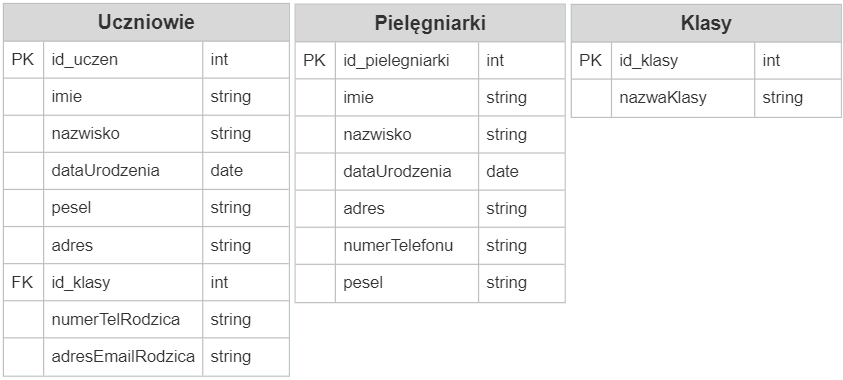 Uczniowie
PK id_uczen int
imie string
nazwisko string
dataUrodzenia date
pesel string
adres string
FK id_klasy int
numerTelRodzica string
adresEmailRodzica string
Pielęgniarki
PK id_pielegniarki int
imie string
nazwisko string
dataUrodzenia date
adres string
numerTelefonu string
pesel string
Klasy
PK id_klasy int
nazwaKlasy string